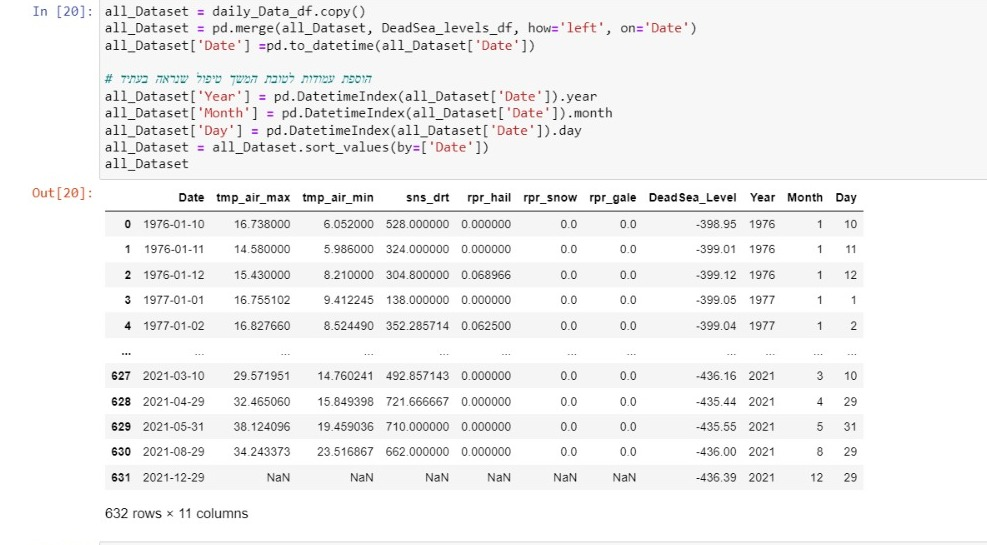 In [20]: all_Dataset = daily_Data_df.copy()
all_Dataset = pd.merge(all_Dataset, DeadSea_levels_df, how='left', on='Date')
all_Dataset['Date'] =pd.to_datetime(all_Dataset['Date'])
# הוספת עמודות לטובת המשך טיפול שנראה בעתיד
all_Dataset['Year'] = pd.DatetimeIndex(all_Dataset['Date']).year
all_Dataset['Month'] = pd.DatetimeIndex(all_Dataset['Date']).month
all_Dataset['Day'] = pd.DatetimeIndex(all_Dataset['Date']).day
all_Dataset = all_Dataset.sort_values(by=['Date'])
all_Dataset
Out[20]:
Date tmp_air_max tmp_air_min sns_drt rpr_hail rpr_snow rpr_gale DeadSea_Level Year Month Day
0 1976-01-10 16.738000 6.052000 528.000000 0.000000 0.0 0.0 -398.95 1976 1 10
1 1976-01-11 14.580000 5.986000 324.000000 0.000000 0.0 0.0 -399.01 1976 1 11
2 1976-01-12 15.430000 8.210000 304.800000 0.068966 0.0 0.0 -399.12 1976 1 12
3 1977-01-01 16.755102 9.412245 138.000000 0.000000 0.0 0.0 -399.05 1977 1 1
4 1977-01-02 16.827660 8.524490 352.285714 0.062500 0.0 0.0 -399.04 1977 1 2
... ... ... ... ... ... ... ... ... ... ... ...
627 2021-03-10 29.571951 14.760241 492.857143 0.000000 0.0 0.0 -436.16 2021 3 10
628 2021-04-29 32.465060 15.849398 721.666667 0.000000 0.0 0.0 -435.44 2021 4 29
629 2021-05-31 38.124096 19.459036 710.000000 0.000000 0.0 0.0 -435.55 2021 5 31
630 2021-08-29 34.243373 23.516867 662.000000 0.000000 0.0 0.0 -436.00 2021 8 29
631 2021-12-29 NaN NaN NaN NaN NaN NaN -436.39 2021 12 29
632 rows × 11 columns